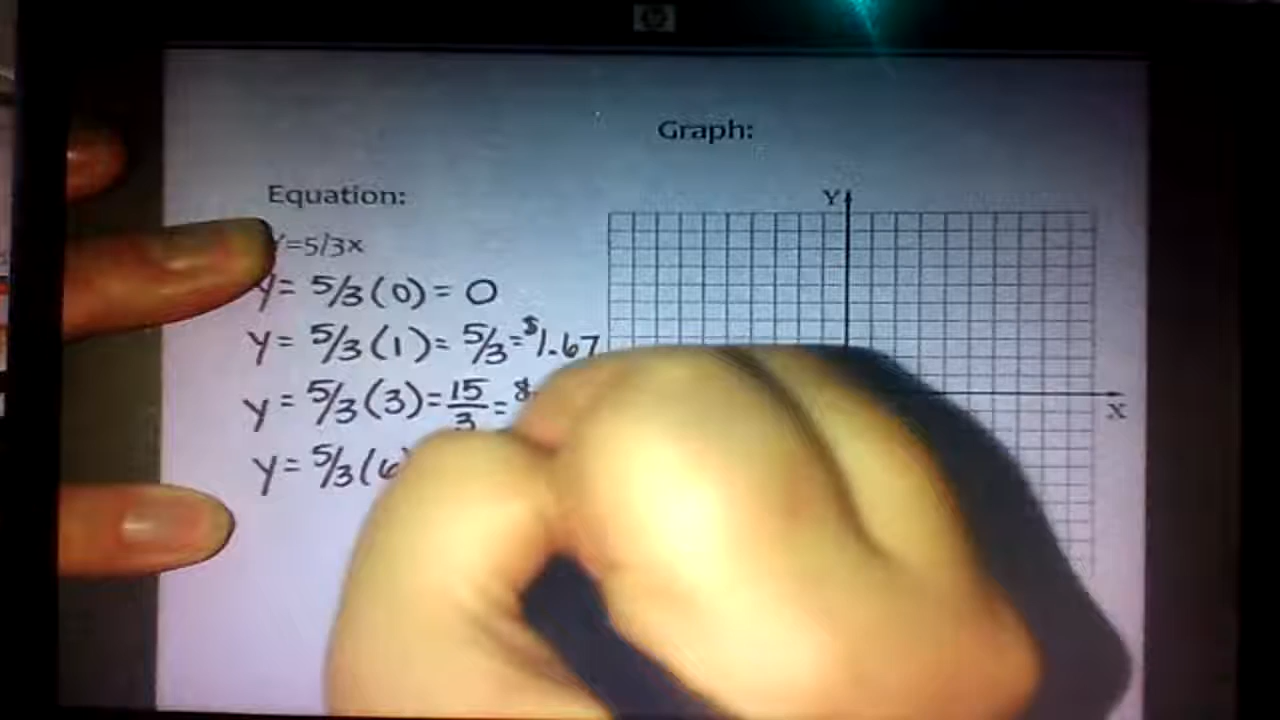 Graph:
Equation:
Y
Y=5/3x
y = 5/3(0) = 0
y = 5/3(1) = 5/3 = $1.67
y = 5/3(3) = 15/3 =
X
y = 5/3(6